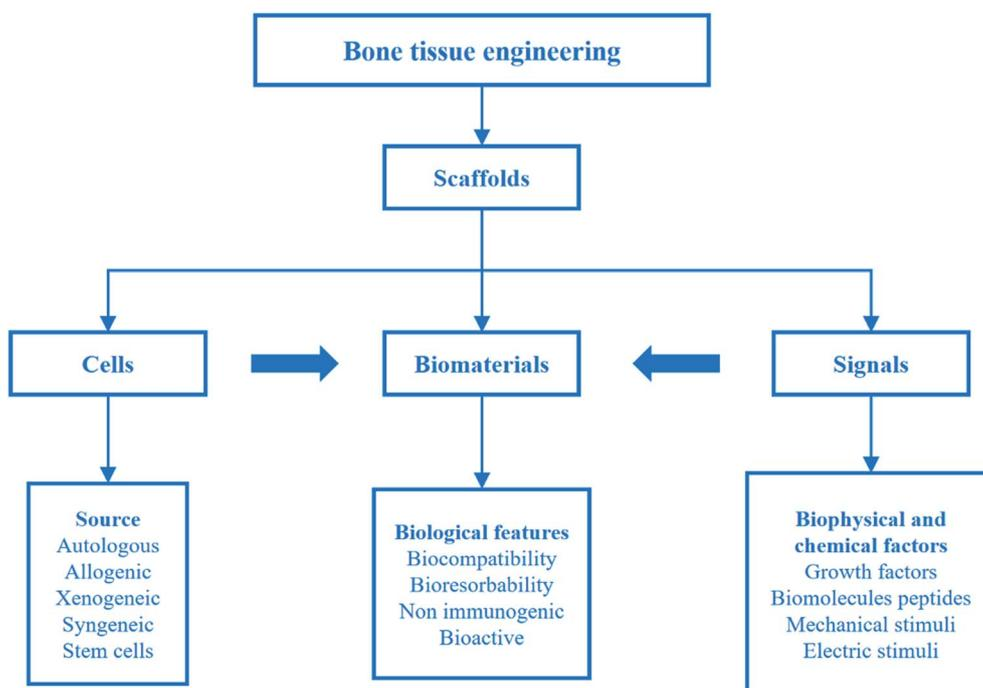 Bone tissue engineering
Scaffolds
Cells
Biomaterials
Signals
Source
Autologous
Allogenic
Xenogeneic
Syngeneic
Stem cells
Biological features
Biocompatibility
Bioresorbability
Non immunogenic
Bioactive
Biophysical and
chemical factors
Growth factors
Biomolecules peptides
Mechanical stimuli
Electric stimuli